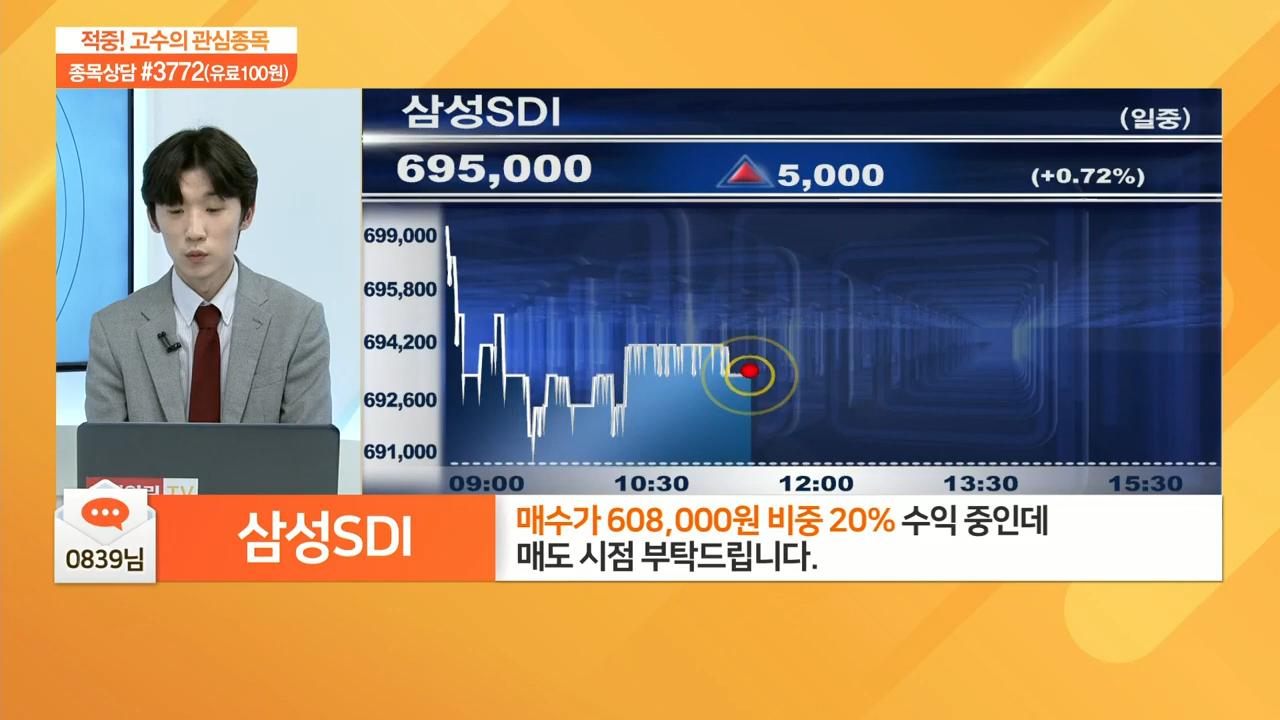 적중! 고수의 관심종목
종목상담 #3772(유료100원)
삼성SDI
(일중)
695,000
5,000
(+0.72%)
699,000
695,800
694,200
692,600
691,000
09:00
10:30
12:00
13:30
15:30
TV
0839님
삼성SDI
매수가 608,000원 비중 20% 수익 중인데
매도 시점 부탁드립니다.